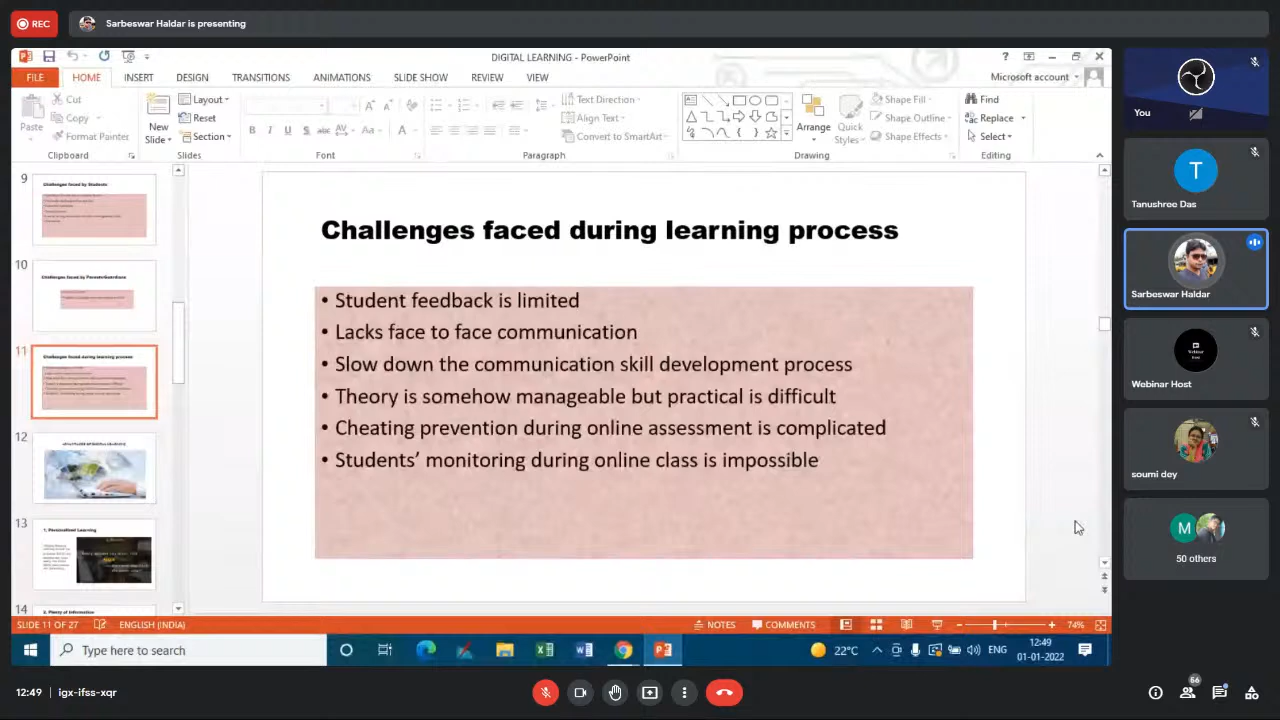 REC
Sarbeswar Haldar is presenting
DIGITAL LEARNING - PowerPoint
FILE HOME INSERT DESIGN TRANSITIONS ANIMATIONS SLIDE SHOW REVIEW VIEW
Microsoft account
Paste
Cut
Copy
Format Painter
Clipboard
New Slide
Layout
Reset
Section
Slides
Font
Text Direction
Align Text
Convert to SmartArt
Paragraph
Arrange
Quick Styles
Shape Fill
Shape Outline
Shape Effects
Drawing
Find
Replace
Select
Editing
9
Challenges faced by Students
10
Challenges faced by Parents/Guardians
11
Challenges faced during learning process
12
13
1. Personalised Learning
14
2. Plenty of Information
Challenges faced during learning process
• Student feedback is limited
• Lacks face to face communication
• Slow down the communication skill development process
• Theory is somehow manageable but practical is difficult
• Cheating prevention during online assessment is complicated
• Students’ monitoring during online class is impossible
SLIDE 11 OF 27 ENGLISH (INDIA)
NOTES COMMENTS 74%
Type here to search
22°C ENG
12:49
01-01-2022
You
T
Tanushree Das
Sarbeswar Haldar
Webinar Host
soumi dey
M
50 others
12:49 | igx-ifss-xqr
56